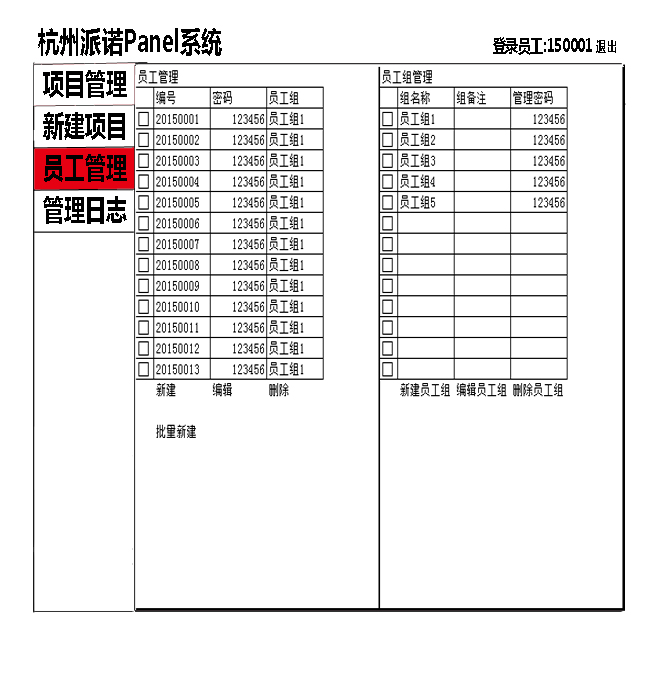 杭州派诺Panel系统
登录员工:150001 退出
项目管理
新建项目
员工管理
管理日志
员工管理
编号 密码 员工组
20150001 123456 员工组1
20150002 123456 员工组1
20150003 123456 员工组1
20150004 123456 员工组1
20150005 123456 员工组1
20150006 123456 员工组1
20150007 123456 员工组1
20150008 123456 员工组1
20150009 123456 员工组1
20150010 123456 员工组1
20150011 123456 员工组1
20150012 123456 员工组1
20150013 123456 员工组1
新建 编辑 删除
批量新建
员工组管理
组名称 组备注 管理密码
员工组1 123456
员工组2 123456
员工组3 123456
员工组4 123456
员工组5 123456
新建员工组 编辑员工组 删除员工组